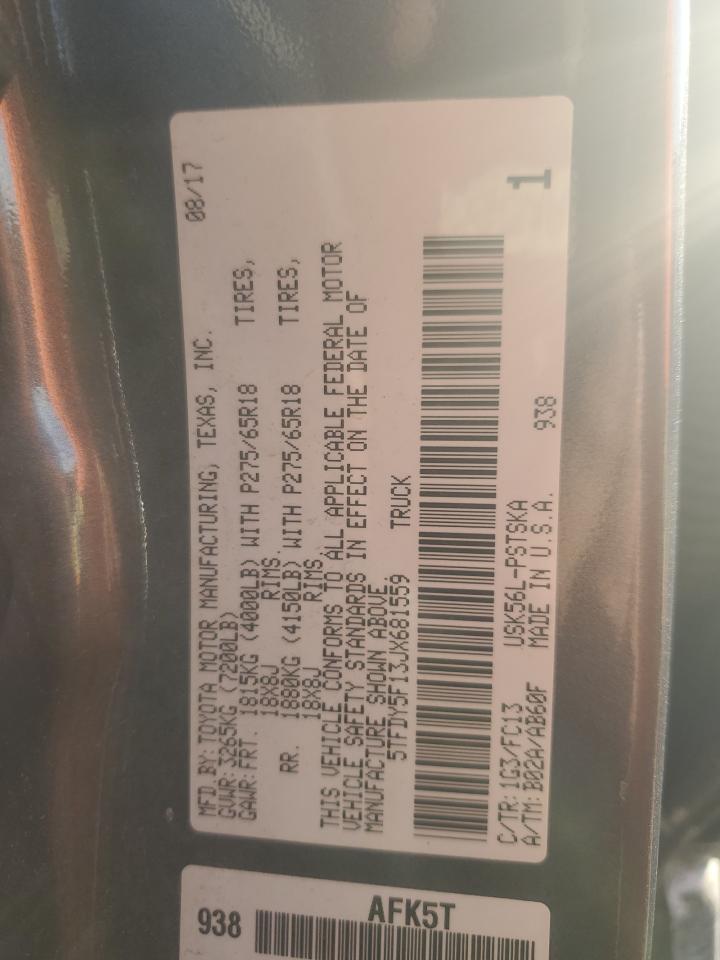 MFD.BY:TOYOTA MOTOR MANUFACTURING, TEXAS, INC. 08/17
GVWR:3265KG (7200LB)
GAWR:FRT. 1815KG (4000LB) WITH P275/65R18 TIRES,
18X8J RIMS.
RR. 1880KG (4150LB) WITH P275/65R18 TIRES,
18X8J RIMS
THIS VEHICLE CONFORMS TO ALL APPLICABLE FEDERAL MOTOR
VEHICLE SAFETY STANDARDS IN EFFECT ON THE DATE OF
MANUFACTURE SHOWN ABOVE.
5TFDY5F13JX681559 TRUCK
1
C/TR:1G3/FC13 USK56L-PSTSKA 938
A/TM:B02A/AB60F MADE IN U.S.A.
AFK5T
938